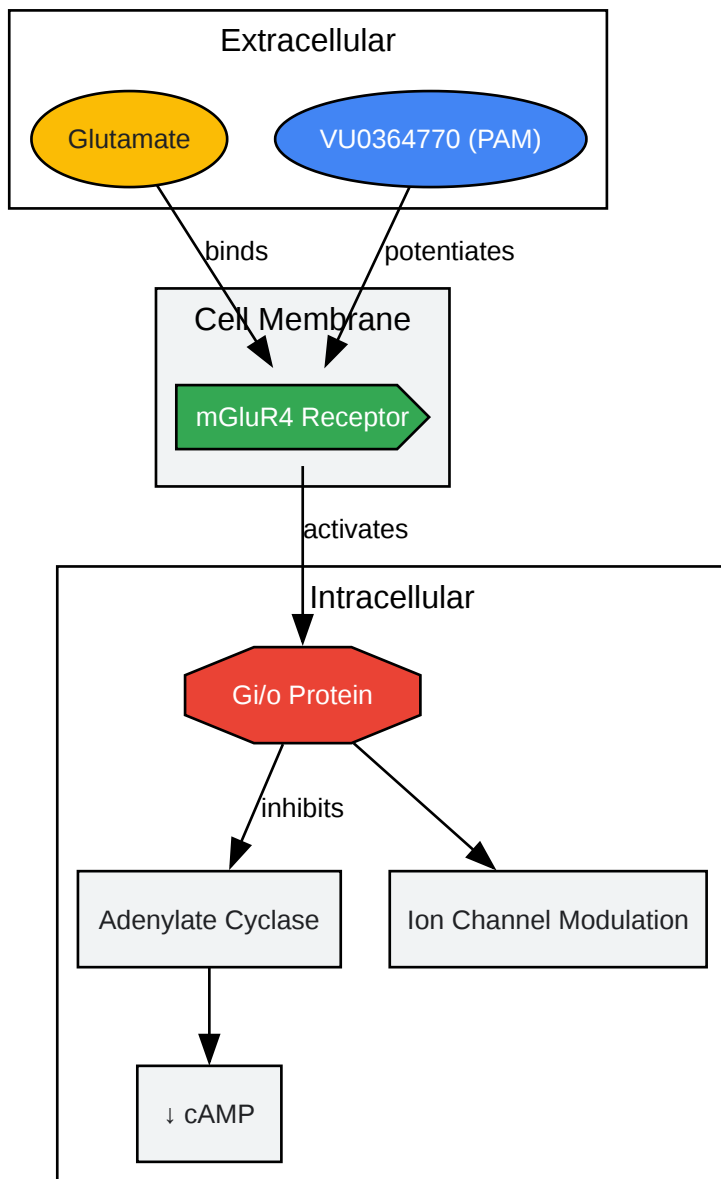 Extracellular
Glutamate
VU0364770 (PAM)
binds
potentiates
Cell Membrane
mGluR4 Receptor
activates
Intracellular
Gi/o Protein
inhibits
Adenylate Cyclase
Ion Channel Modulation
↓ cAMP